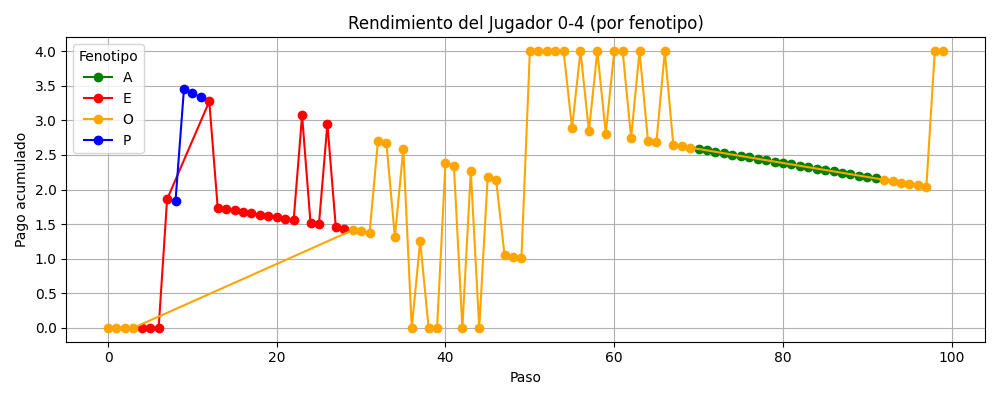 Rendimiento del Jugador 0-4 (por fenotipo)
Pago acumulado
4.0
3.5
3.0
2.5
2.0
1.5
1.0
0.5
0.0
Fenotipo
A
E
O
P
0
20
40
60
80
100
Paso